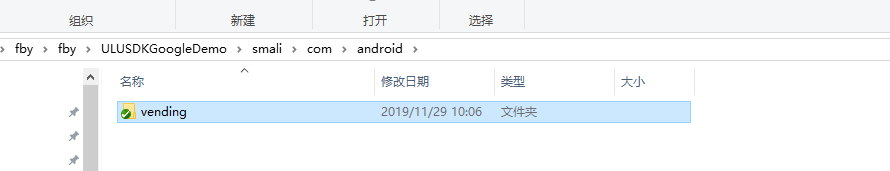 组织 新建 打开 选择
fby > fby > ULUSDKGoogleDemo > smali > com > android >
名称 修改日期 类型 大小
vending 2019/11/29 10:06 文件夹